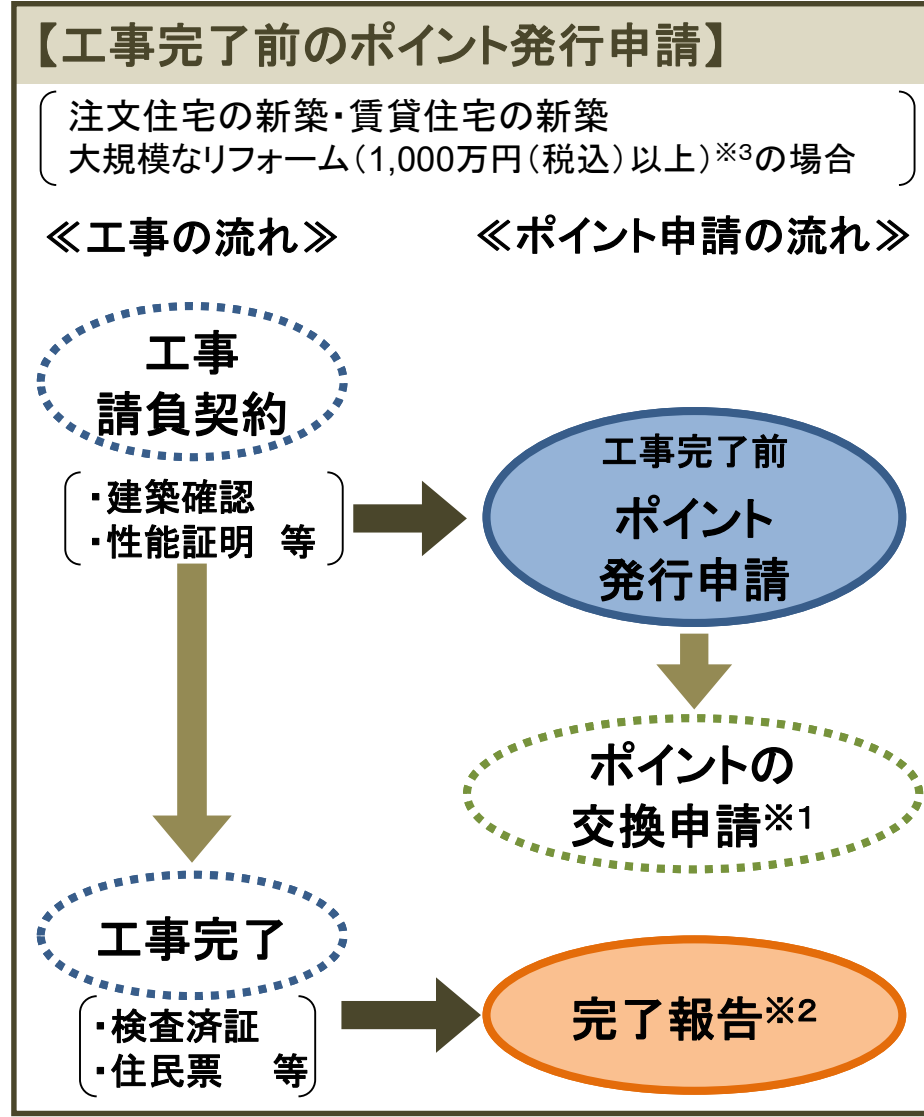 【工事完了前のポイント発行申請】
注文住宅の新築・賃貸住宅の新築
大規模なリフォーム（1,000万円（税込）以上）※3の場合
≪工事の流れ≫
≪ポイント申請の流れ≫
工事
請負契約
・建築確認
・性能証明 等
工事完了前
ポイント
発行申請
ポイントの
交換申請※1
工事完了
・検査済証
・住民票 等
完了報告※2